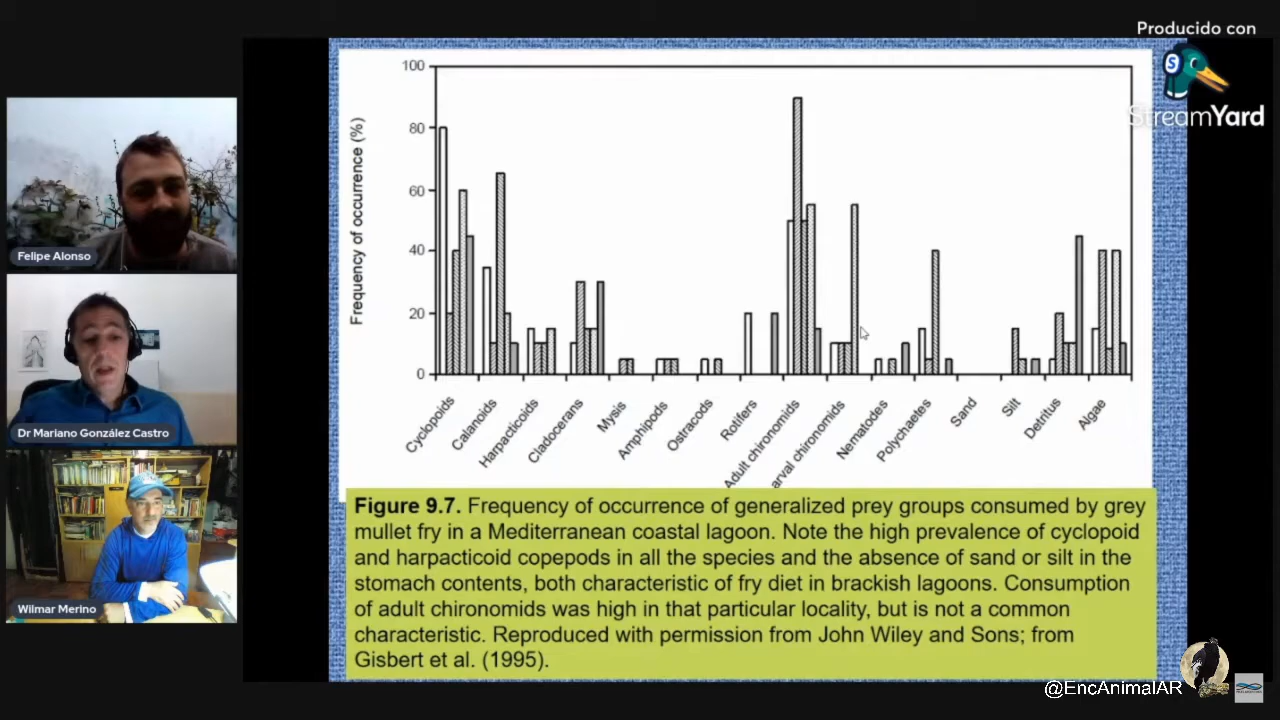 Producido con
StreamYard
Felipe Alonso
Dr Mariano González Castro
Wilmar Merino
Frequency of occurrence (%)
100
80
60
40
20
0
Cyclopoids
Calanoids
Harpacticoids
Cladocerans
Mysis
Amphipods
Ostracods
Rotifers
Adult chironomids
arval chironomids
Nematodes
Polychaetes
Sand
Silt
Detritus
Algae
Figure 9.7. Frequency of occurrence of generalized prey groups consumed by grey
mullet fry in a Mediterranean coastal lagoon. Note the high prevalence of cyclopoid
and harpacticoid copepods in all the species and the absence of sand or silt in the
stomach contents, both characteristic of fry diet in brackish lagoons. Consumption
of adult chironomids was high in that particular locality, but is not a common
characteristic. Reproduced with permission from John Wiley and Sons; from
Gisbert et al. (1995).
@EncAnimalAR